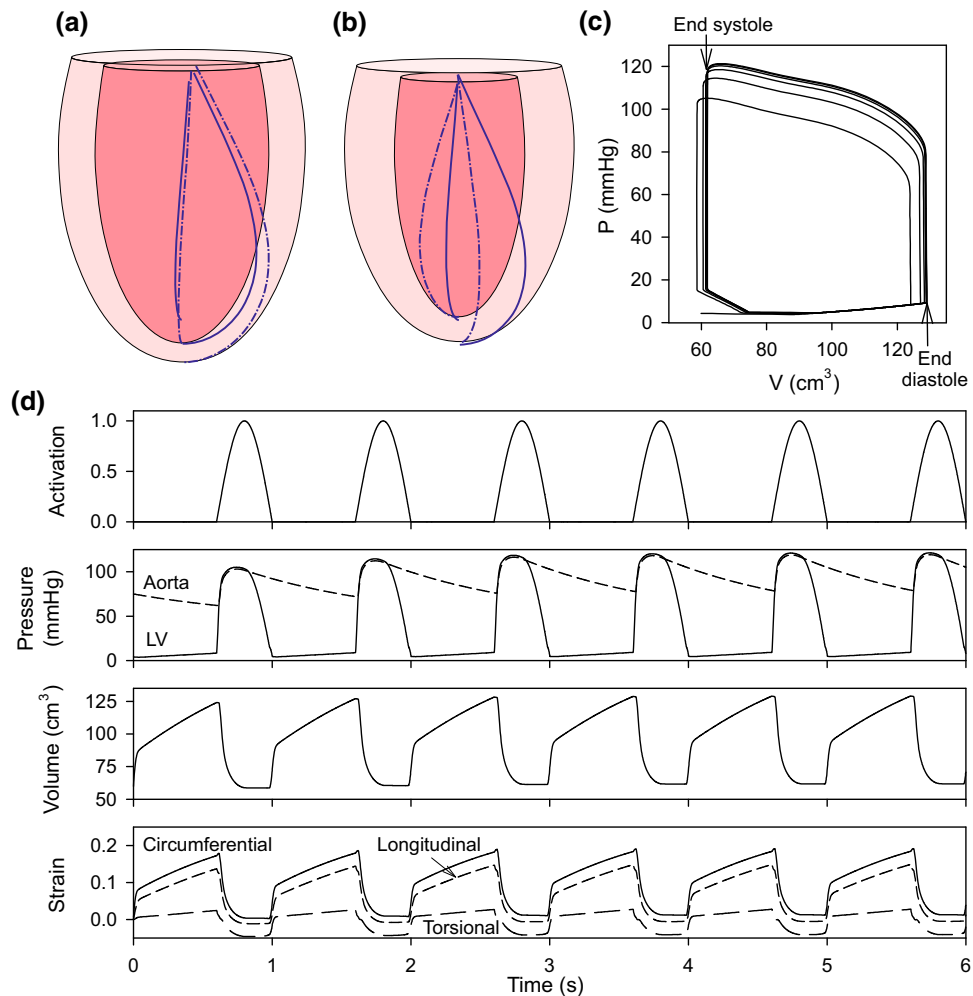 (a)
(b)
(c)
End systole
120
100
80
60
40
20
0
P (mmHg)
60
80
100
120
V (cm³)
End
diastole
(d)
Activation
1.0
0.5
0.0
Pressure
(mmHg)
100
50
0
Aorta
LV
Volume (cm³)
125
100
75
50
Strain
0.2
0.1
0.0
Circumferential
Longitudinal
Torsional
0
1
2
3
4
5
6
Time (s)